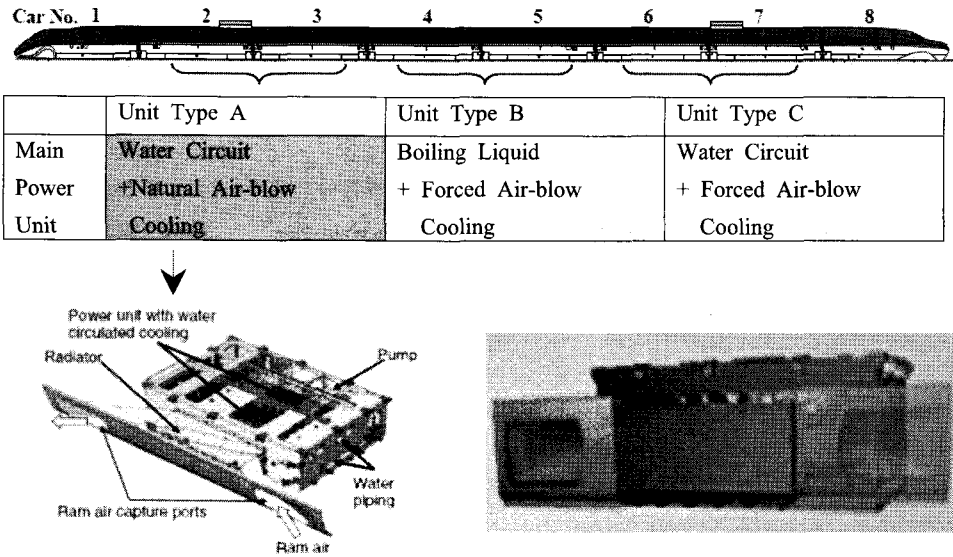 Car No. 1 2 3 4 5 6 7 8
Unit Type A Unit Type B Unit Type C
Main Water Circuit Boiling Liquid Water Circuit
Power +Natural Air-blow + Forced Air-blow + Forced Air-blow
Unit Cooling Cooling Cooling
Power unit with water
circulated cooling
Radiator
Pump
Water
piping
Ram air capture ports
Ram air